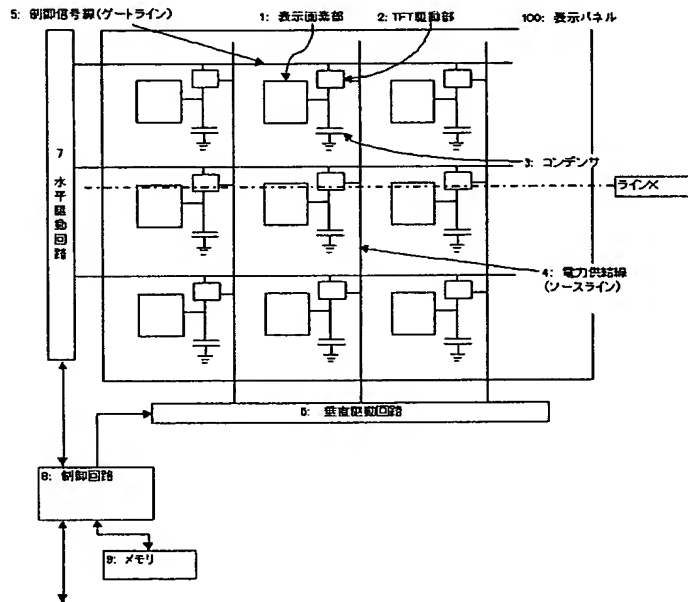 5: 制御信号線(ゲートライン)
1: 表示画素部
2: TFT駆動部
100: 表示パネル
3: コンデンサ
ラインX
7
水平駆動回路
4: 電力供給線
(ソースライン)
6: 垂直駆動回路
8: 制御回路
9: メモリ